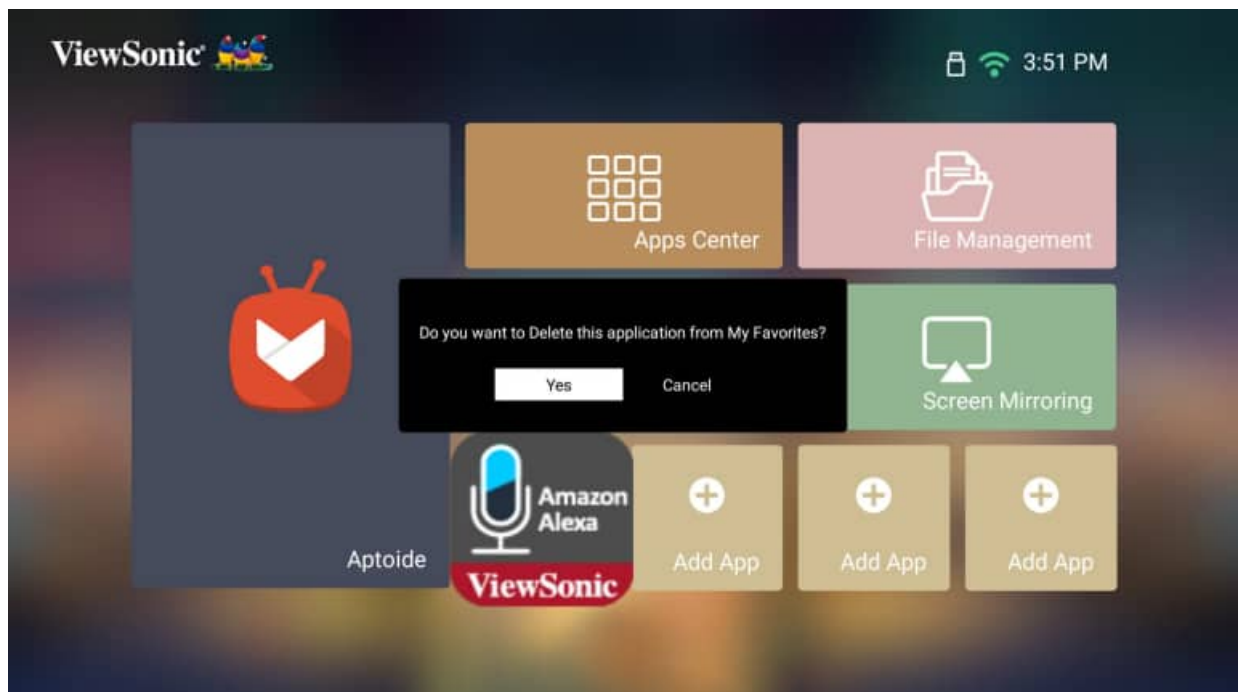 ViewSonic
3:51 PM
Apps Center
File Management
Do you want to Delete this application from My Favorites?
Yes
Cancel
Screen Mirroring
Aptoide
Amazon
Alexa
ViewSonic
Add App
Add App
Add App